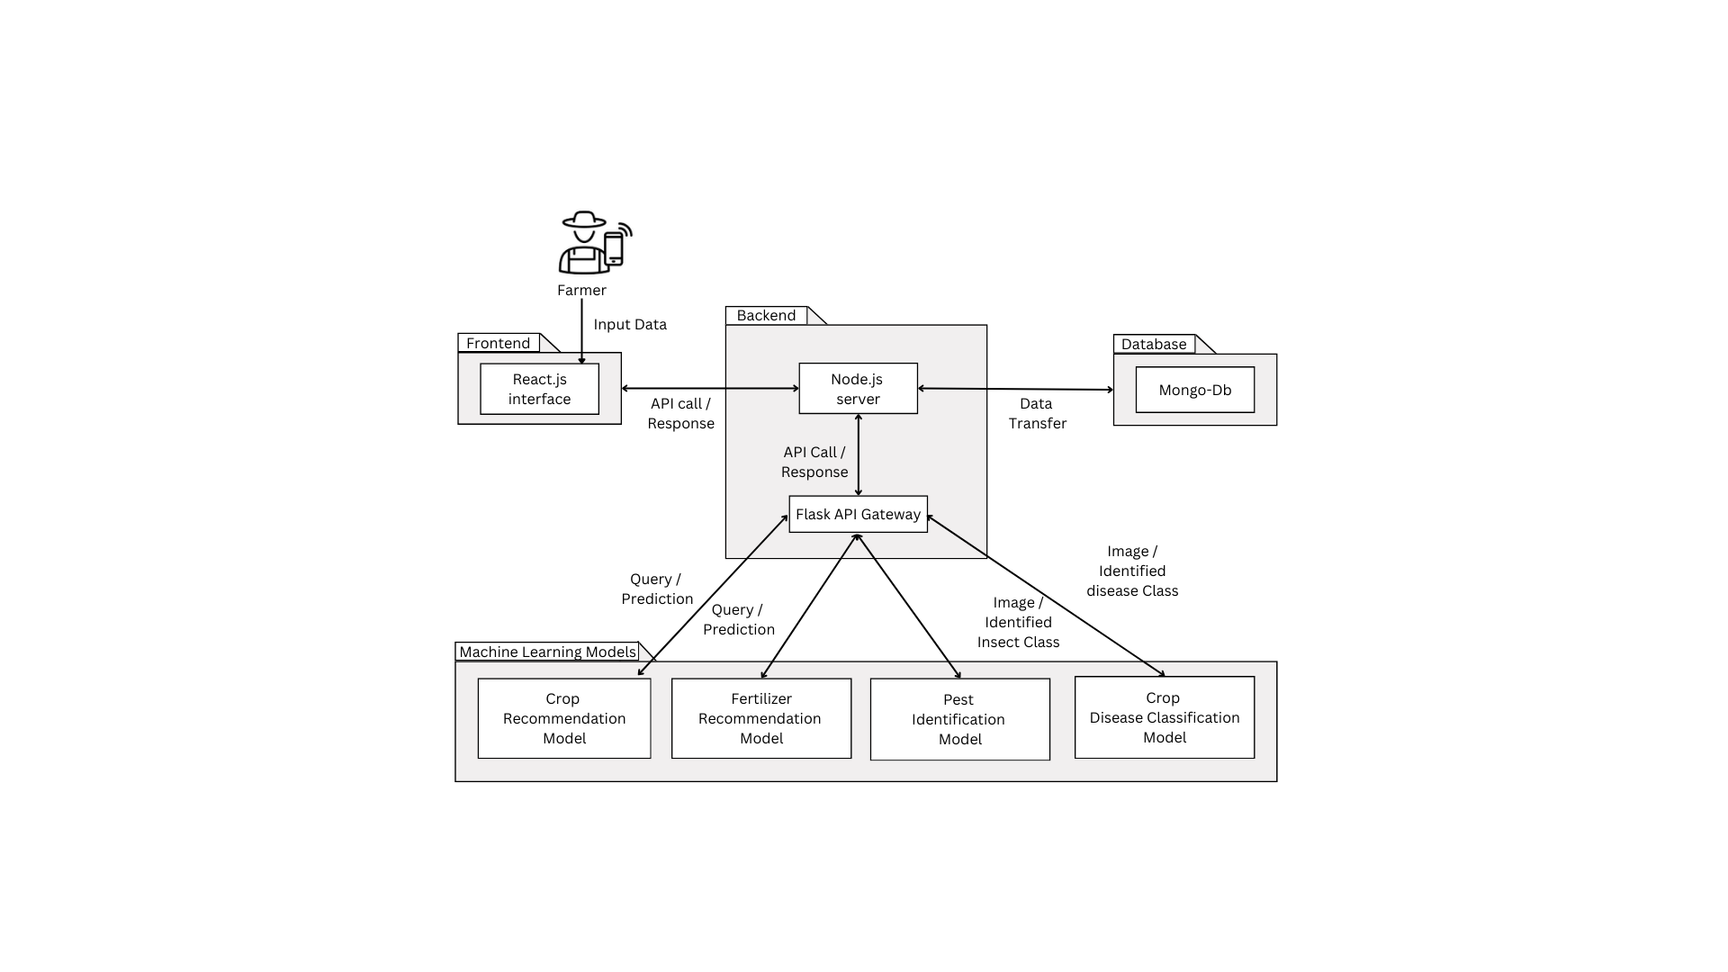 Farmer
Input Data
Frontend
React.js
interface
API call /
Response
Backend
Node.js
server
API Call /
Response
Flask API Gateway
Data
Transfer
Database
Mongo-Db
Query /
Prediction
Query /
Prediction
Image /
Identified
Insect Class
Image /
Identified
disease Class
Machine Learning Models
Crop
Recommendation
Model
Fertilizer
Recommendation
Model
Pest
Identification
Model
Crop
Disease Classification
Model